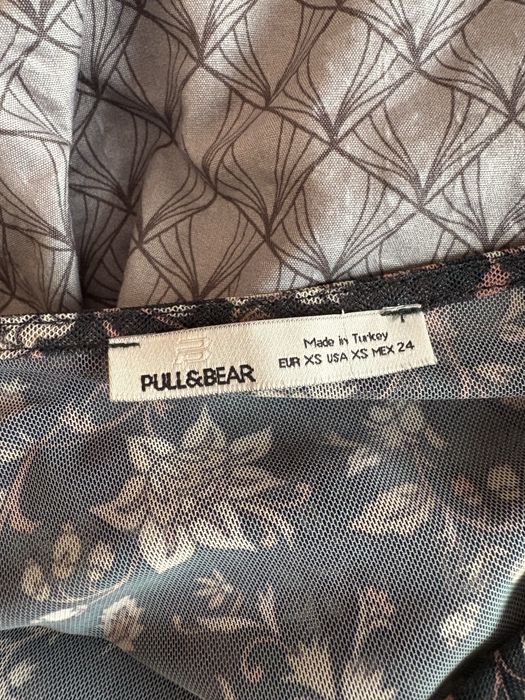 PULL&BEAR
Made in Turkey
EUR XS USA XS MEX 24